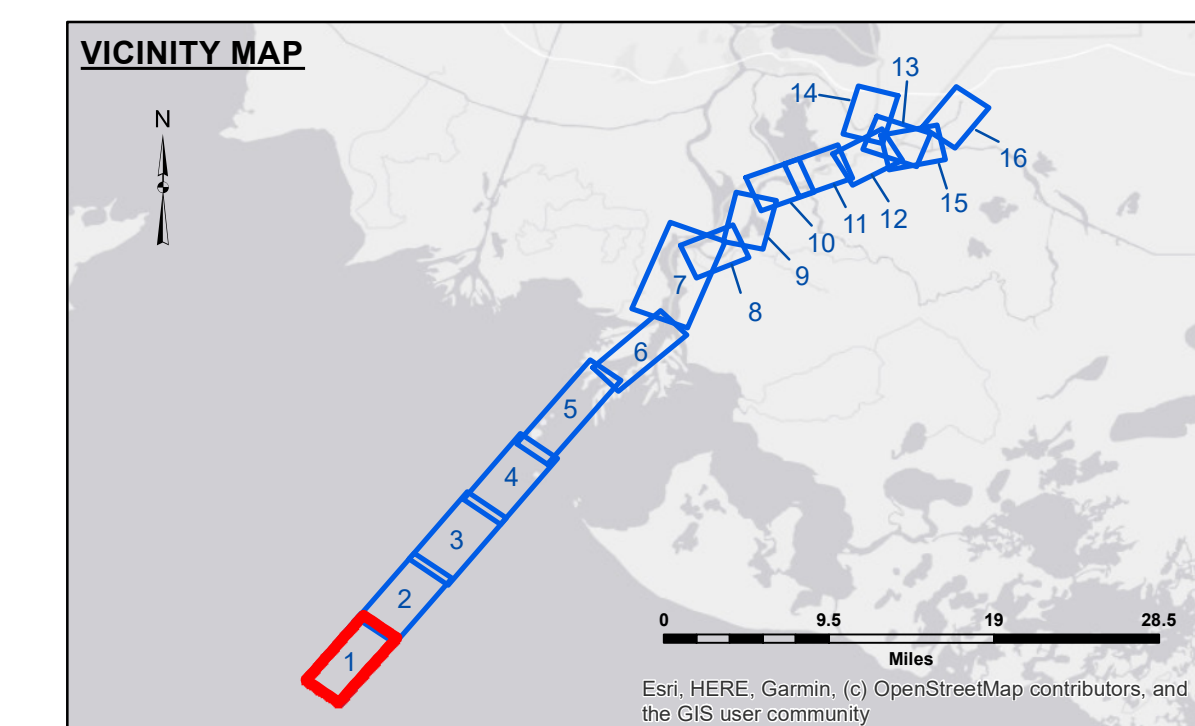 VICINITY MAP
N
13
14
16
15
12
11
10
9
8
7
6
5
4
3
2
1
0 9.5 19 28.5
Miles
Esri, HERE, Garmin, (c) OpenStreetMap contributors, and
the GIS user community